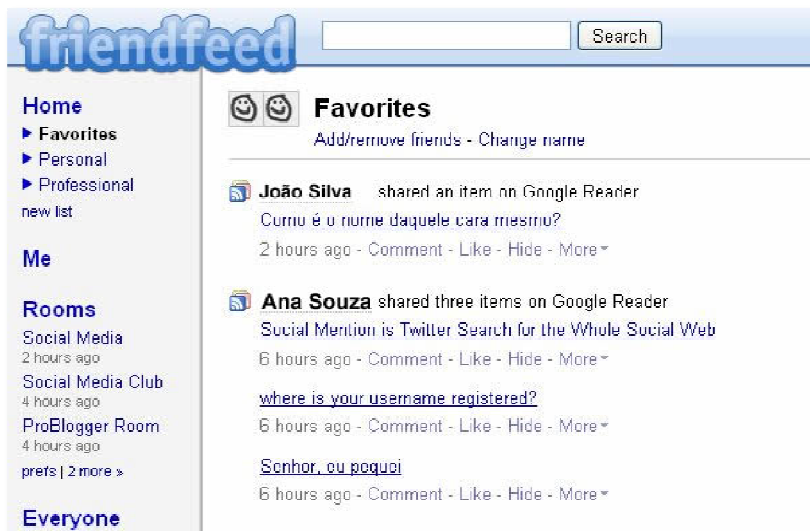 friendfeed
Search
Home
Favorites
Personal
Professional
new list
Me
Rooms
Social Media
2 hours ago
Social Media Club
4 hours ago
ProBlogger Room
4 hours ago
prefs | 2 more »
Everyone
Favorites
Add/remove friends - Change name
João Silva shared an item on Google Reader
Como é o nome daquele cara mesmo?
2 hours ago - Comment - Like - Hide - More
Ana Souza shared three items on Google Reader
Social Mention is Twitter Search for the Whole Social Web
6 hours ago - Comment - Like - Hide - More
where is your username registered?
6 hours ago - Comment - Like - Hide - More
Senhor, eu pequei
6 hours ago - Comment - Like - Hide - More